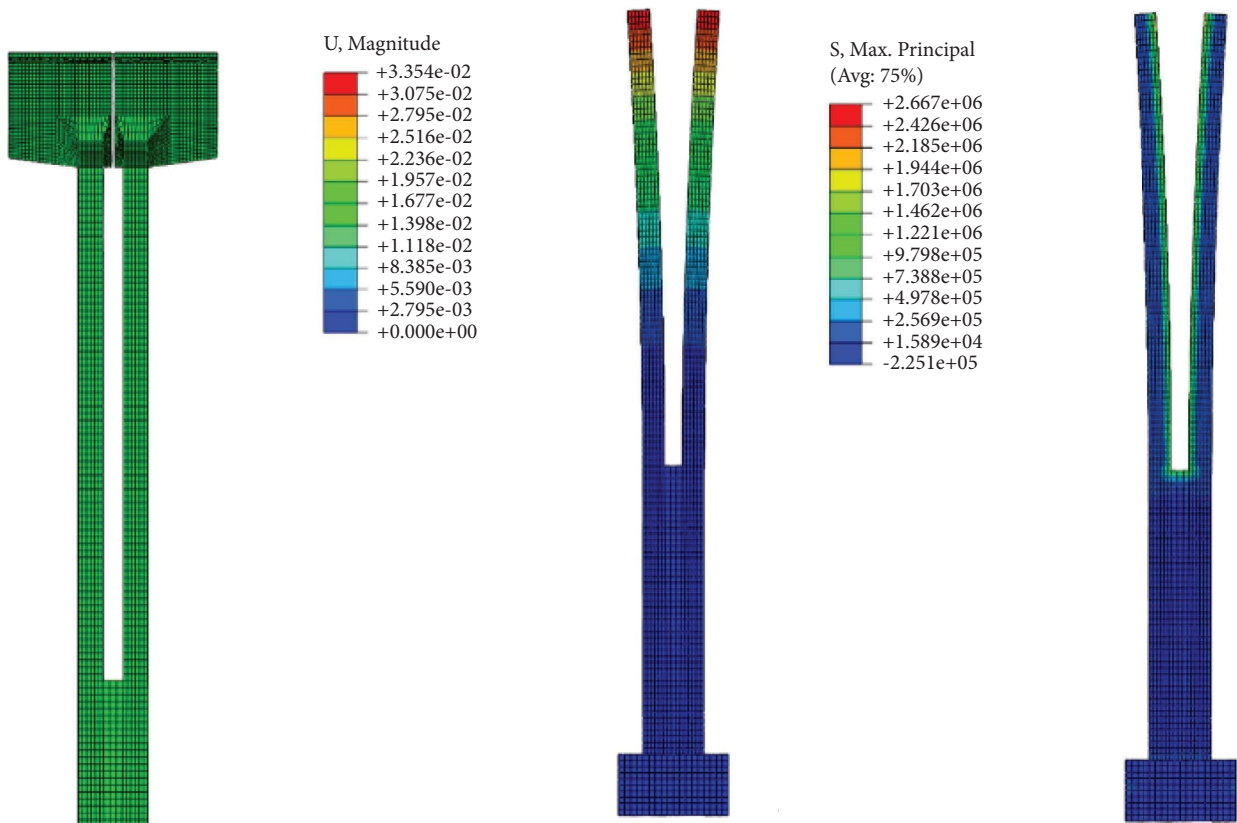 U, Magnitude
+3.354e-02
+3.075e-02
+2.795e-02
+2.516e-02
+2.236e-02
+1.957e-02
+1.677e-02
+1.398e-02
+1.118e-02
+8.385e-03
+5.590e-03
+2.795e-03
+0.000e+00
S, Max. Principal
(Avg: 75%)
+2.667e+06
+2.426e+06
+2.185e+06
+1.944e+06
+1.703e+06
+1.462e+06
+1.221e+06
+9.798e+05
+7.388e+05
+4.978e+05
+2.569e+05
+1.589e+04
-2.251e+05